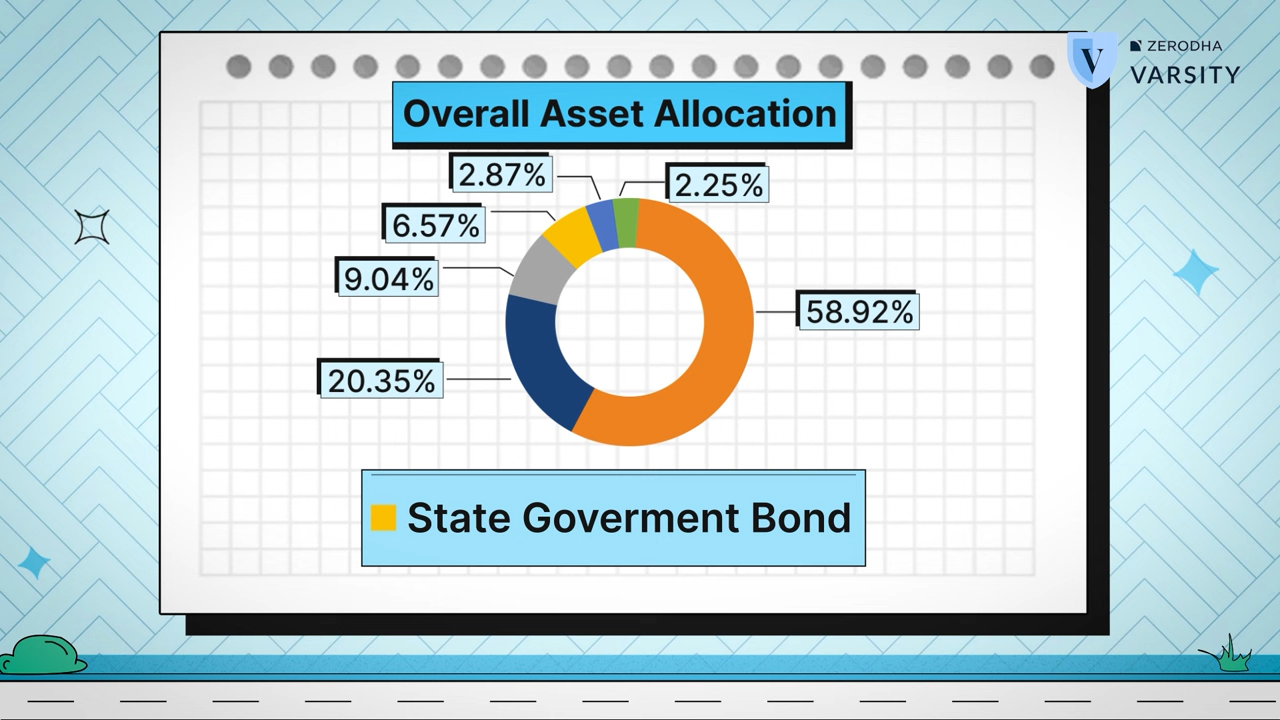 ZERODHA
VARSITY
V
Overall Asset Allocation
2.87%
2.25%
6.57%
9.04%
58.92%
20.35%
State Goverment Bond